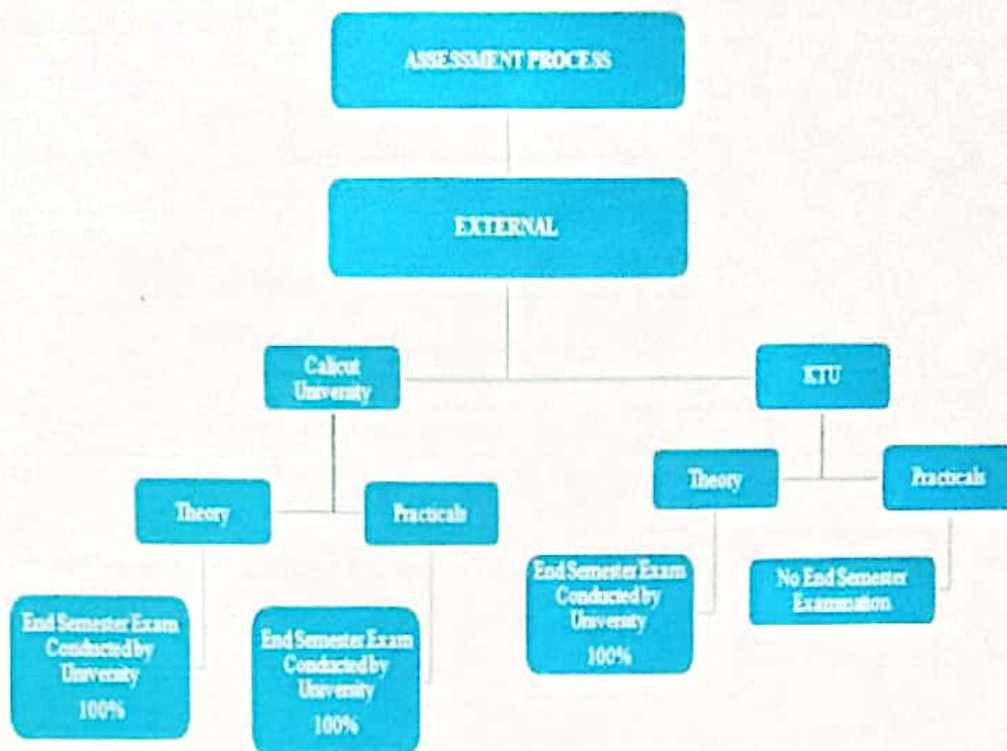 ASSESSMENT PROCESS
EXTERNAL
Calicut
University
KTU
Theory
Practicals
Theory
Practicals
End Semester Exam
Conducted by
University
100%
End Semester Exam
Conducted by
University
100%
End Semester Exam
Conducted by
University
100%
No End Semester
Examination